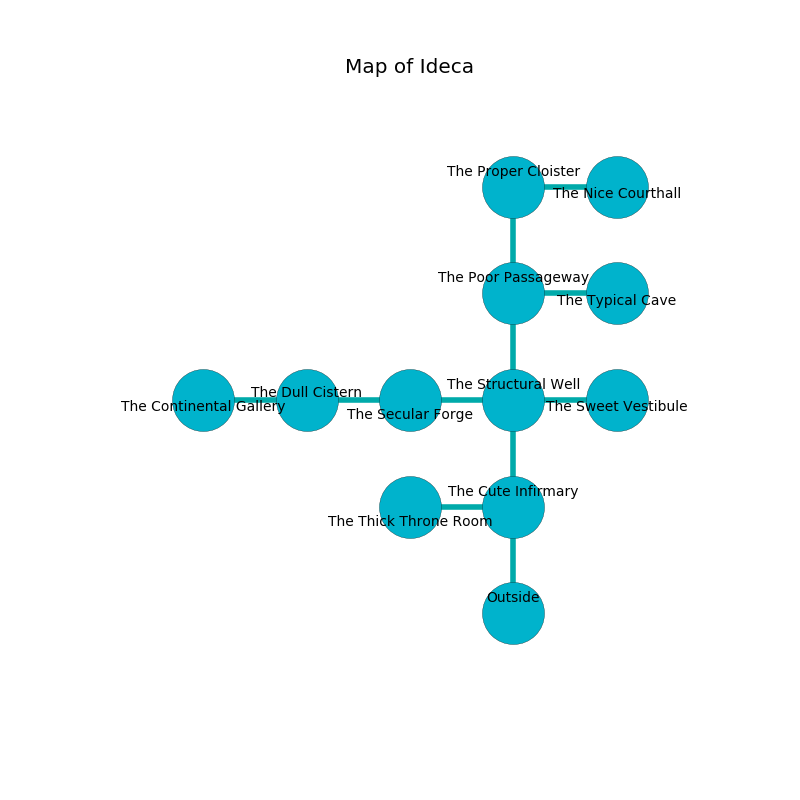 Map of Ideca
The Proper Cloister
The Nice Courthall
The Poor Passageway
The Typical Cave
The Structural Well
The Dull Cistern
The Continental Gallery
The Sweet Vestibule
The Secular Forge
The Cute Infirmary
The Thick Throne Room
Outside